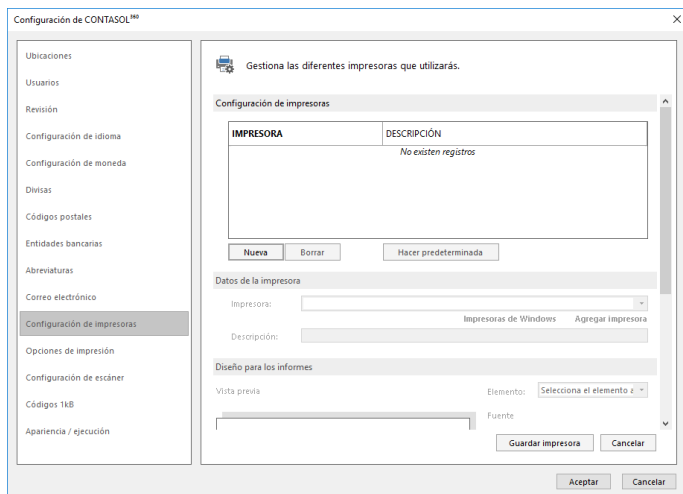 Configuración de CONTASOL³⁶⁰
Ubicaciones
Usuarios
Revisión
Configuración de idioma
Configuración de moneda
Divisas
Códigos postales
Entidades bancarias
Abreviaturas
Correo electrónico
Configuración de impresoras
Opciones de impresión
Configuración de escáner
Códigos 1kB
Apariencia / ejecución
Gestiona las diferentes impresoras que utilizarás.
Configuración de impresoras
IMPRESORA DESCRIPCIÓN
No existen registros
Nueva Borrar Hacer predeterminada
Datos de la impresora
Impresora:
Impresoras de Windows Agregar impresora
Descripción:
Diseño para los informes
Vista previa Elemento: Selecciona el elemento a
Fuente
Guardar impresora Cancelar
Aceptar Cancelar